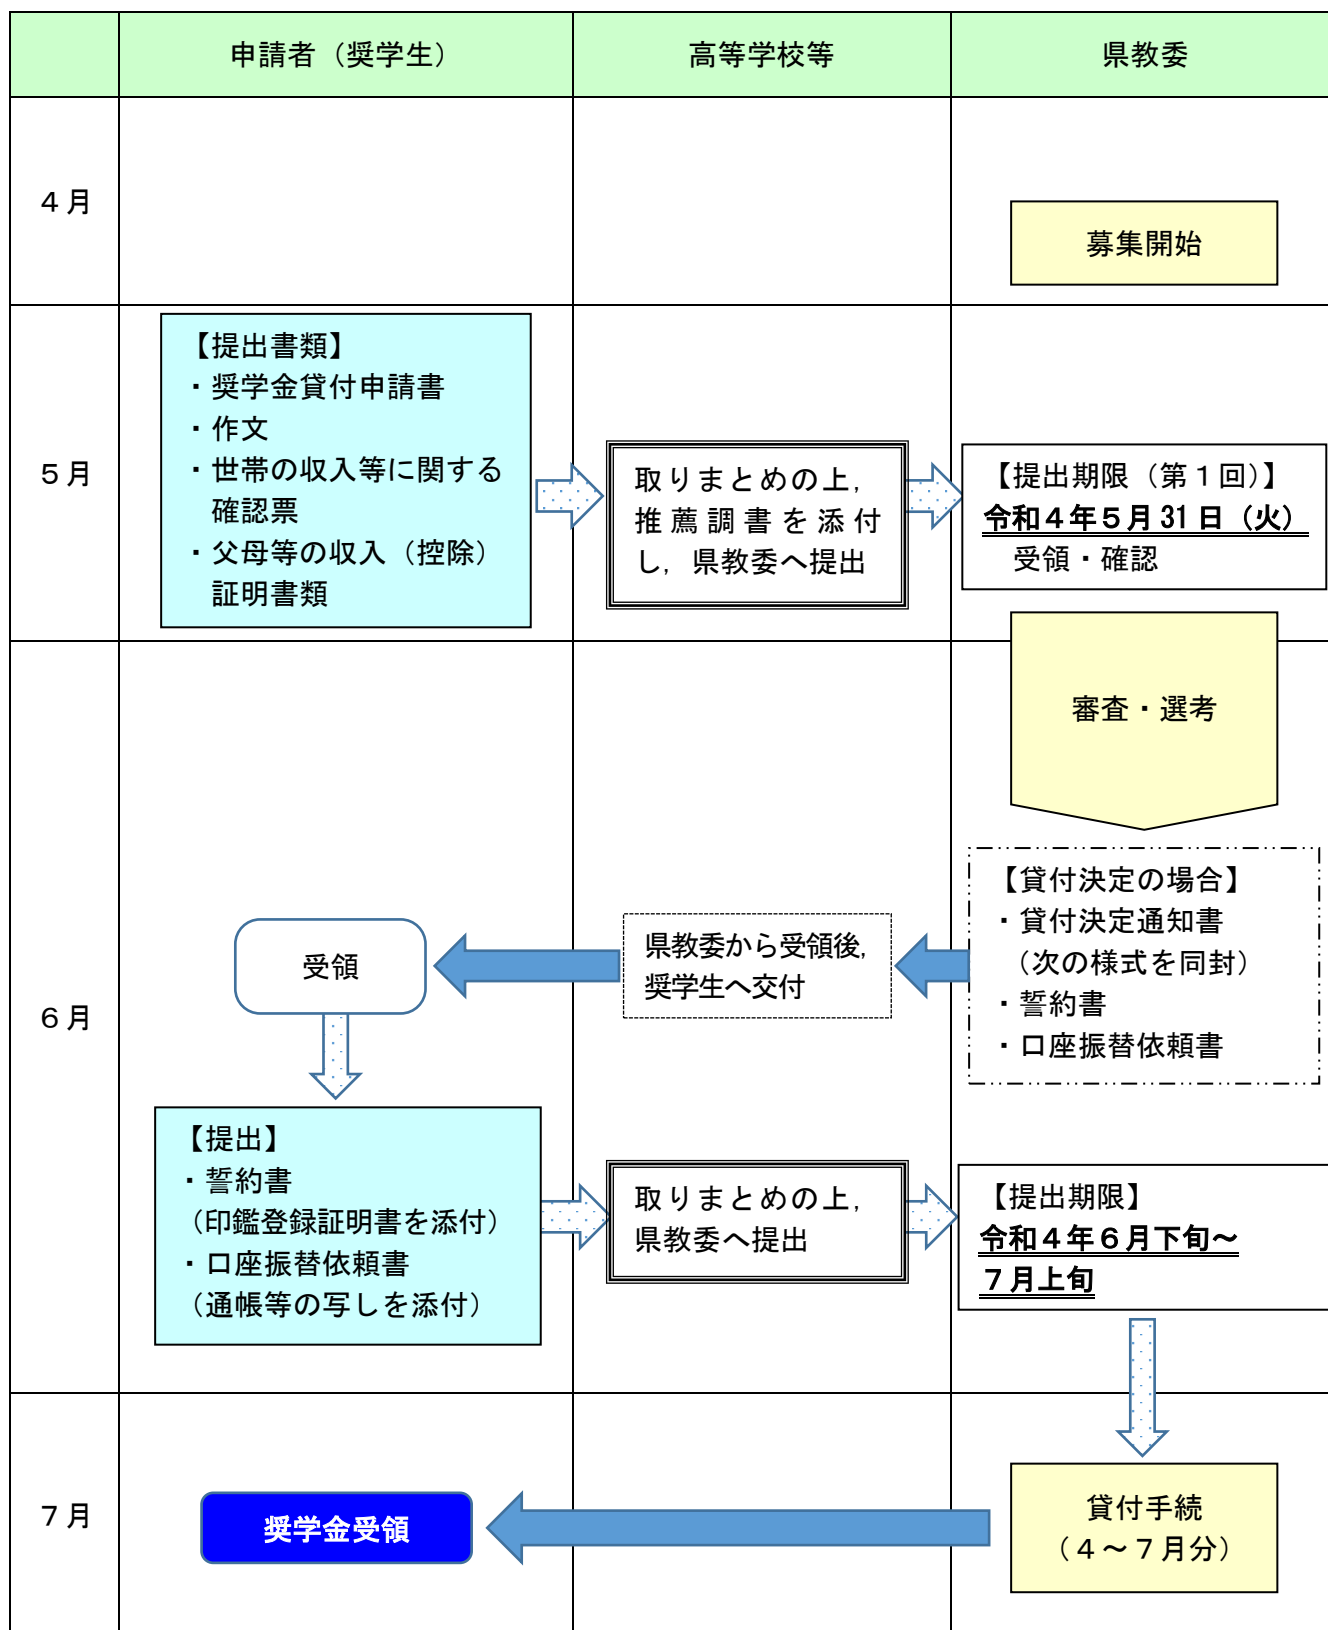 申請者（奨学生）
高等学校等
県教委
４月
募集開始
５月
【提出書類】
・奨学金貸付申請書
・作文
・世帯の収入等に関する
確認票
・父母等の収入（控除）
証明書類
取りまとめの上，
推薦調書を添付
し，県教委へ提出
【提出期限（第１回）】
令和４年５月31日（火）
受領・確認
審査・選考
６月
【貸付決定の場合】
・貸付決定通知書
（次の様式を同封）
・誓約書
・口座振替依頼書
県教委から受領後，
奨学生へ交付
受領
【提出】
・誓約書
（印鑑登録証明書を添付）
・口座振替依頼書
（通帳等の写しを添付）
取りまとめの上，
県教委へ提出
【提出期限】
令和４年６月下旬～
７月上旬
７月
貸付手続
（４～７月分）
奨学金受領